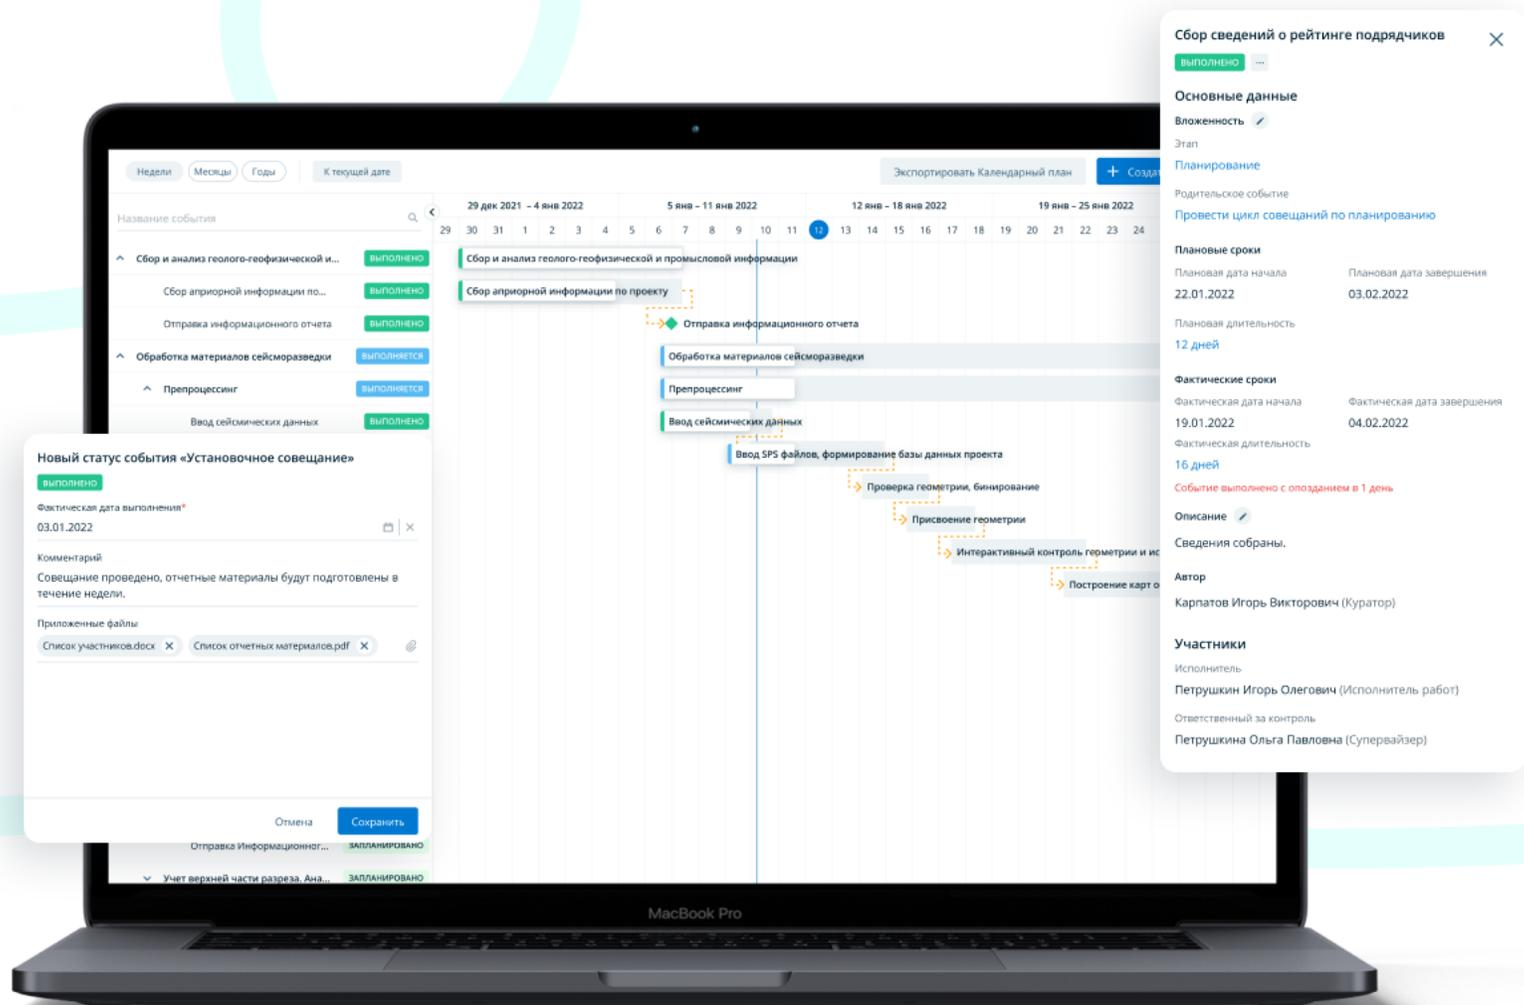 Недели
Месяцы
Годы
К текущей дате
Экспортировать Календарный план
+ Создат
Название события
29 дек 2021 – 4 янв 2022
5 янв – 11 янв 2022
12 янв – 18 янв 2022
19 янв – 25 янв 2022
29 30 31 1 2 3 4 5 6 7 8 9 10 11 12 13 14 15 16 17 18 19 20 21 22 23 24
Сбор и анализ геолого-геофизической и...
ВЫПОЛНЕНО
Сбор и анализ геолого-геофизической и промысловой информации
Сбор априорной информации по...
ВЫПОЛНЕНО
Сбор априорной информации по проекту
Отправка информационного отчета
ВЫПОЛНЕНО
Отправка информационного отчета
Обработка материалов сейсморазведки
ВЫПОЛНЯЕТСЯ
Обработка материалов сейсморазведки
Препроцессинг
ВЫПОЛНЯЕТСЯ
Препроцессинг
Ввод сейсмических данных
ВЫПОЛНЕНО
Ввод сейсмических данных
Ввод SPS файлов, формирование базы данных проекта
Проверка геометрии, бинирование
Присвоение геометрии
Интерактивный контроль геометрии и ис
Построение карт о
Новый статус события «Установочное совещание»
ВЫПОЛНЕНО
Фактическая дата выполнения*
03.01.2022
Комментарий
Совещание проведено, отчетные материалы будут подготовлены в
течение недели.
Приложенные файлы
Список участников.docx
Список отчетных материалов.pdf
Отмена
Сохранить
Отправка Информационног...
ЗАПЛАНИРОВАНО
Учет верхней части разреза. Ана...
ЗАПЛАНИРОВАНО
Сбор сведений о рейтинге подрядчиков
ВЫПОЛНЕНО
...
Основные данные
Вложенность
Этап
Планирование
Родительское событие
Провести цикл совещаний по планированию
Плановые сроки
Плановая дата начала
Плановая дата завершения
22.01.2022
03.02.2022
Плановая длительность
12 дней
Фактические сроки
Фактическая дата начала
Фактическая дата завершения
19.01.2022
04.02.2022
Фактическая длительность
16 дней
Событие выполнено с опозданием в 1 день
Описание
Сведения собраны.
Автор
Карпатов Игорь Викторович (Куратор)
Участники
Исполнитель
Петрушкин Игорь Олегович (Исполнитель работ)
Ответственный за контроль
Петрушкина Ольга Павловна (Супервайзер)
MacBook Pro